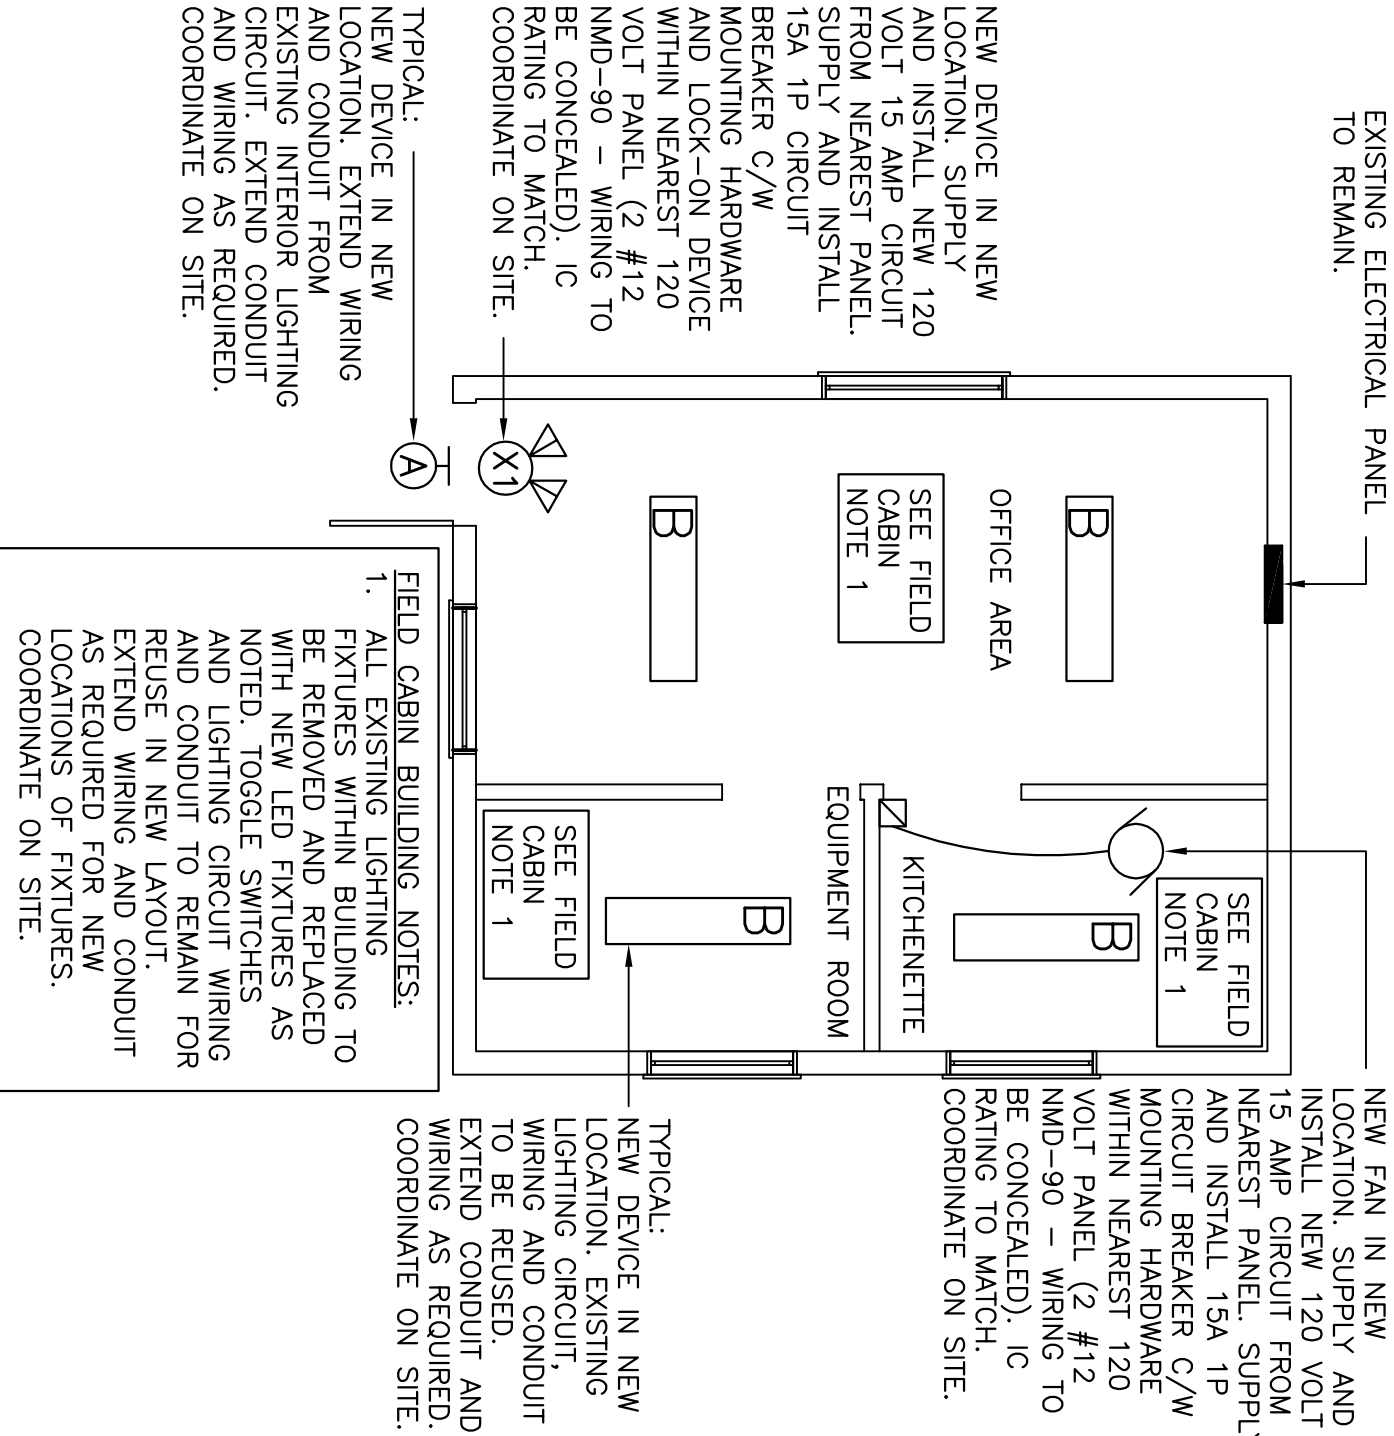 EXISTING ELECTRICAL PANEL
TO REMAIN.
NEW DEVICE IN NEW
LOCATION. SUPPLY
AND INSTALL NEW 120
VOLT 15 AMP CIRCUIT
FROM NEAREST PANEL.
SUPPLY AND INSTALL
15A 1P CIRCUIT
BREAKER C/W
MOUNTING HARDWARE
AND LOCK-ON DEVICE
WITHIN NEAREST 120
VOLT PANEL (2 #12
NMD-90 - WIRING TO
BE CONCEALED). IC
RATING TO MATCH.
COORDINATE ON SITE.
TYPICAL:
NEW DEVICE IN NEW
LOCATION. EXTEND WIRING
AND CONDUIT FROM
EXISTING INTERIOR LIGHTING
CIRCUIT. EXTEND CONDUIT
AND WIRING AS REQUIRED.
COORDINATE ON SITE.
B
OFFICE AREA
SEE FIELD
CABIN
NOTE 1
B
X1
A
SEE FIELD
CABIN
NOTE 1
B
KITCHENETTE
EQUIPMENT ROOM
B
SEE FIELD
CABIN
NOTE 1
NEW FAN IN NEW
LOCATION. SUPPLY AND
INSTALL NEW 120 VOLT
15 AMP CIRCUIT FROM
NEAREST PANEL. SUPPLY
AND INSTALL 15A 1P
CIRCUIT BREAKER C/W
MOUNTING HARDWARE
WITHIN NEAREST 120
VOLT PANEL (2 #12
NMD-90 - WIRING TO
BE CONCEALED). IC
RATING TO MATCH.
COORDINATE ON SITE.
TYPICAL:
NEW DEVICE IN NEW
LOCATION. EXISTING
LIGHTING CIRCUIT,
WIRING AND CONDUIT
TO BE REUSED.
EXTEND CONDUIT AND
WIRING AS REQUIRED.
COORDINATE ON SITE.
FIELD CABIN BUILDING NOTES:
1. ALL EXISTING LIGHTING
FIXTURES WITHIN BUILDING TO
BE REMOVED AND REPLACED
WITH NEW LED FIXTURES AS
NOTED. TOGGLE SWITCHES
AND LIGHTING CIRCUIT WIRING
AND CONDUIT TO REMAIN FOR
REUSE IN NEW LAYOUT.
EXTEND WIRING AND CONDUIT
AS REQUIRED FOR NEW
LOCATIONS OF FIXTURES.
COORDINATE ON SITE.